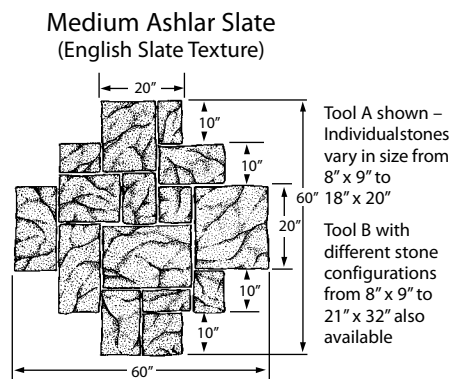 Medium Ashlar Slate
(English Slate Texture)
20”
10”
10”
60”
20”
10”
10”
60”
Tool A shown –
Individualstones
vary in size from
8” x 9” to
18” x 20”
Tool B with
different stone
configurations
from 8” x 9” to
21” x 32” also
available